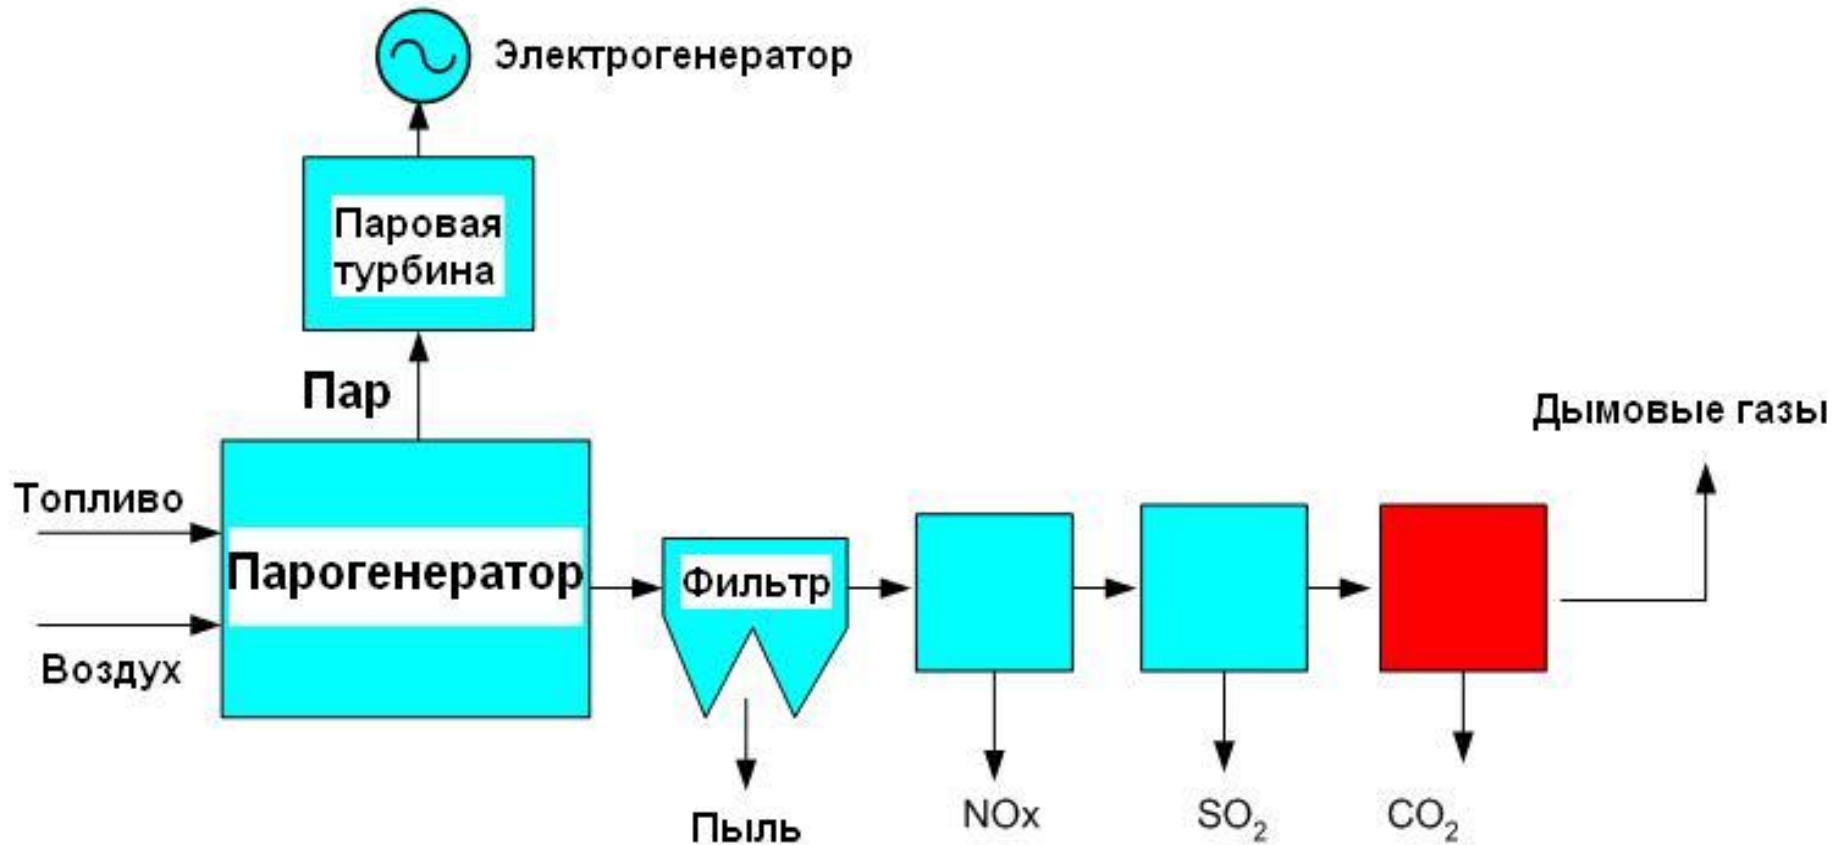 Электрогенератор
Паровая
турбина
Пар
Дымовые газы
Топливо
Парогенератор
Фильтр
Воздух
Пыль
NOx
SO₂
CO₂